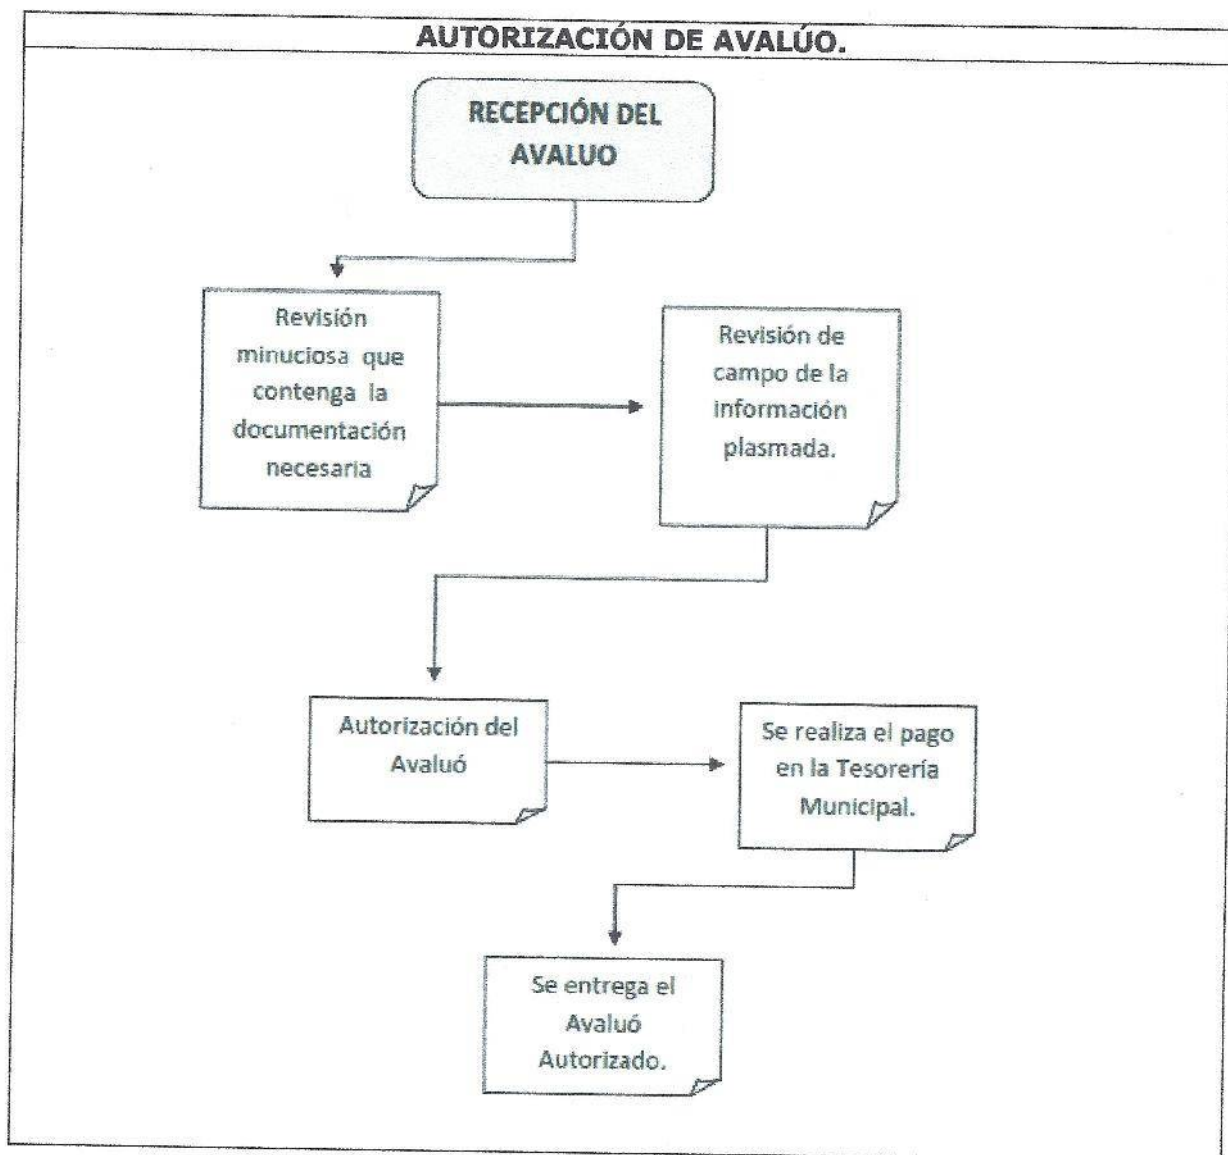 AUTORIZACIÓN DE AVALÚO.
RECEPCIÓN DEL
AVALUO
Revisión
minuciosa que
contenga la
documentación
necesaria
Revisión de
campo de la
información
plasmada.
Autorización del
Avaluó
Se realiza el pago
en la Tesorería
Municipal.
Se entrega el
Avaluó
Autorizado.